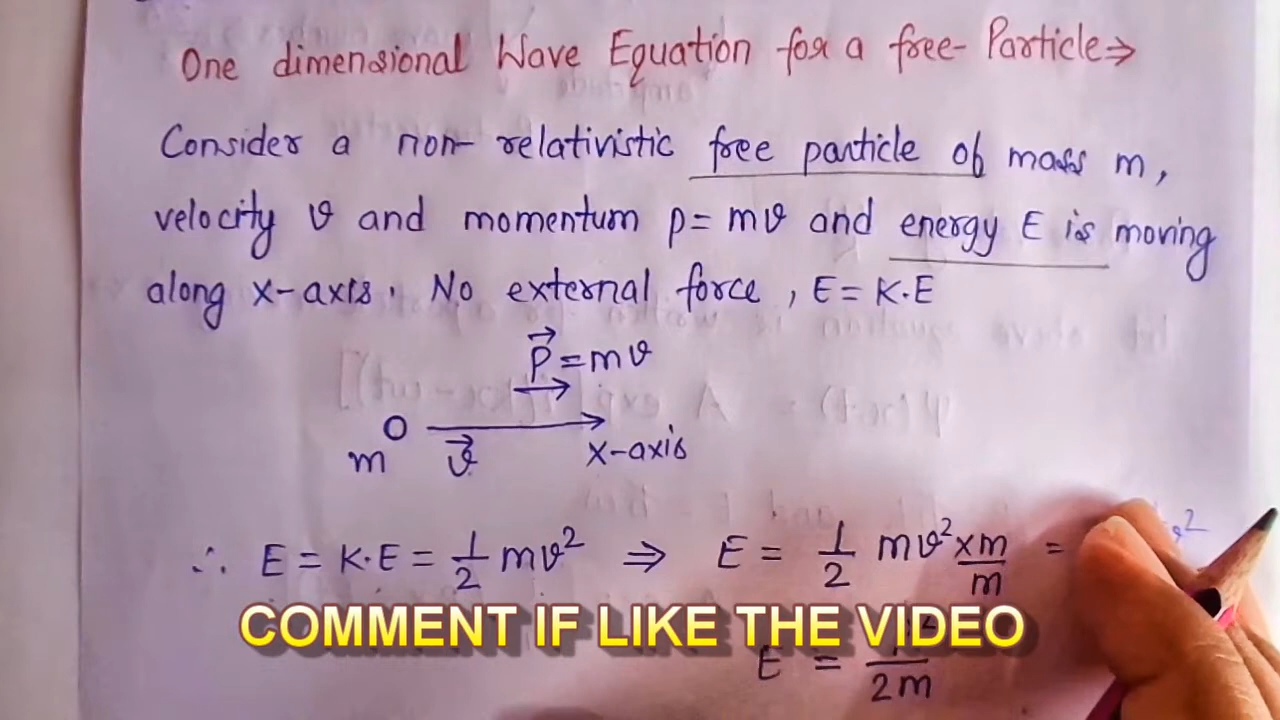 One dimensional Wave Equation for a free-Particle⇒
Consider a non-relativistic free particle of mass m,
velocity v and momentum p=mv and energy E is moving
along x-axis. No external force, E=K.E
P⃗=mv
m v⃗ x-axis
∴ E = K.E = 1/2 mv² ⇒ E = 1/2 mv² × m/m =
COMMENT IF LIKE THE VIDEO
E = /2m